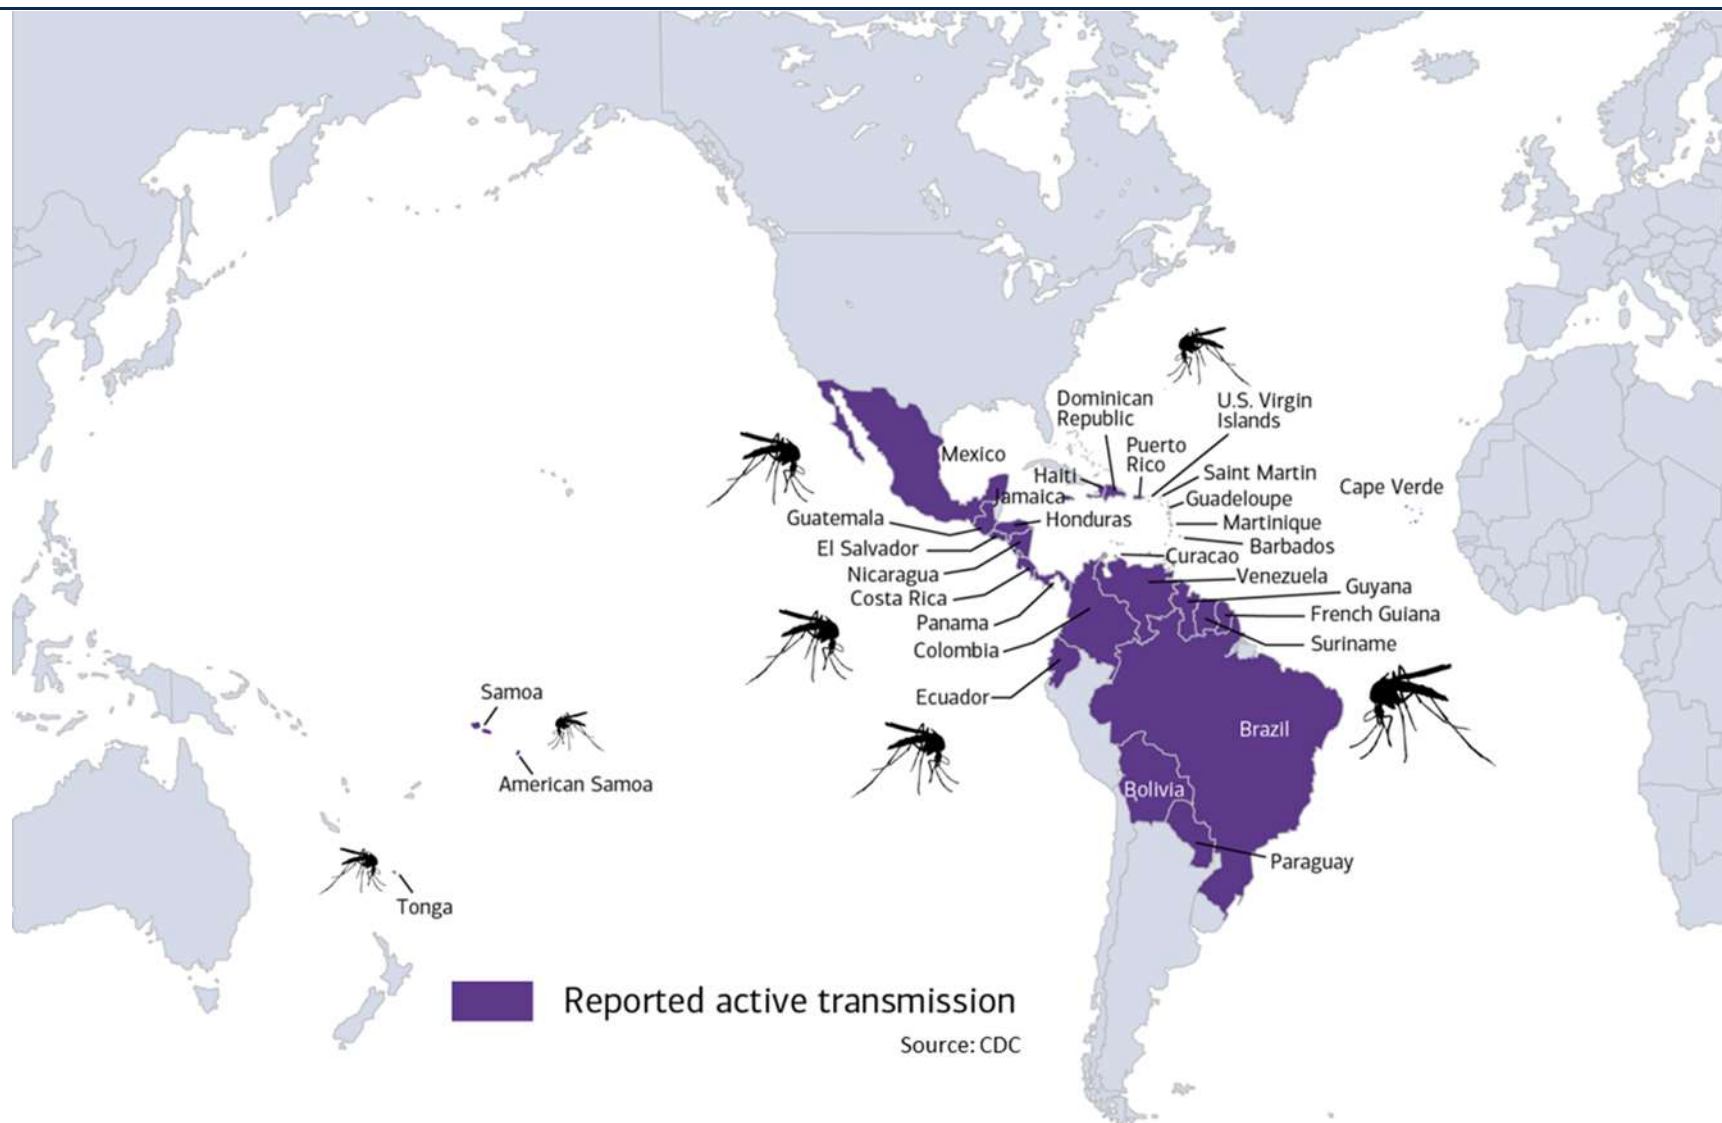 Dominican
Republic
U.S. Virgin
Islands
Puerto
Rico
Mexico
Haiti
Saint Martin
Cape Verde
Jamaica
Guadeloupe
Guatemala
Honduras
Martinique
El Salvador
Barbados
Curacao
Nicaragua
Venezuela
Guyana
Costa Rica
French Guiana
Panama
Suriname
Colombia
Samoa
Ecuador
Brazil
American Samoa
Bolivia
Paraguay
Tonga
Reported active transmission
Source: CDC